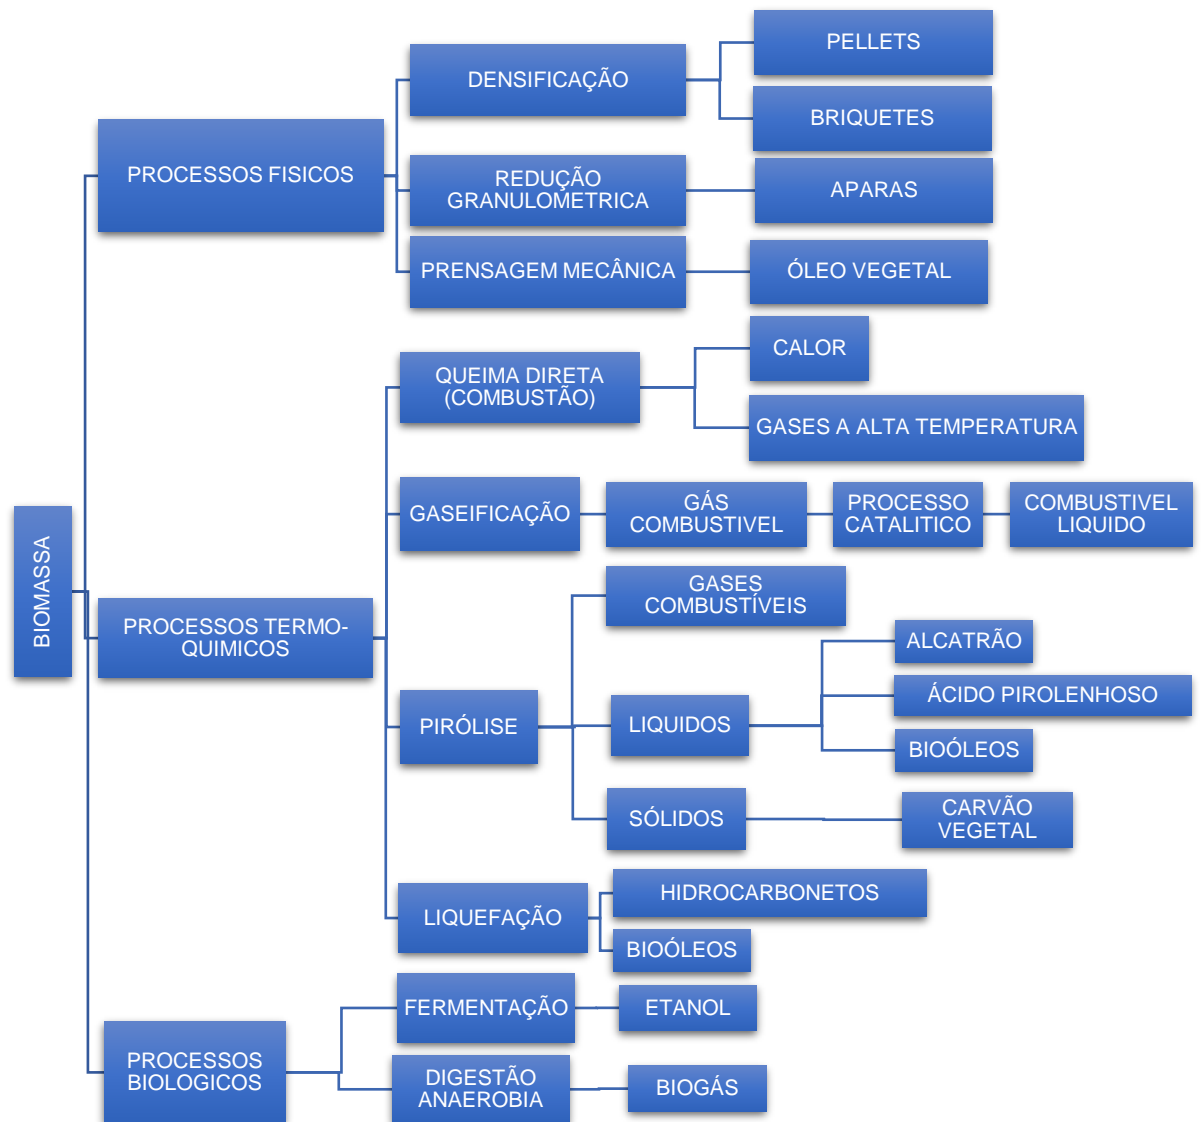 BIOMASSA
PROCESSOS FISICOS
DENSIFICAÇÃO
PELLETS
BRIQUETES
REDUÇÃO
GRANULOMETRICA
APARAS
PRENSAGEM MECÂNICA
ÓLEO VEGETAL
PROCESSOS TERMO-
QUIMICOS
QUEIMA DIRETA
(COMBUSTÃO)
CALOR
GASES A ALTA TEMPERATURA
GASEIFICAÇÃO
GÁS
COMBUSTIVEL
PROCESSO
CATALITICO
COMBUSTIVEL
LIQUIDO
PIRÓLISE
GASES
COMBUSTÍVEIS
LIQUIDOS
ALCATRÃO
ÁCIDO PIROLENHOSO
BIOÓLEOS
SÓLIDOS
CARVÃO
VEGETAL
LIQUEFAÇÃO
HIDROCARBONETOS
BIOÓLEOS
PROCESSOS
BIOLOGICOS
FERMENTAÇÃO
ETANOL
DIGESTÃO
ANAEROBIA
BIOGÁS